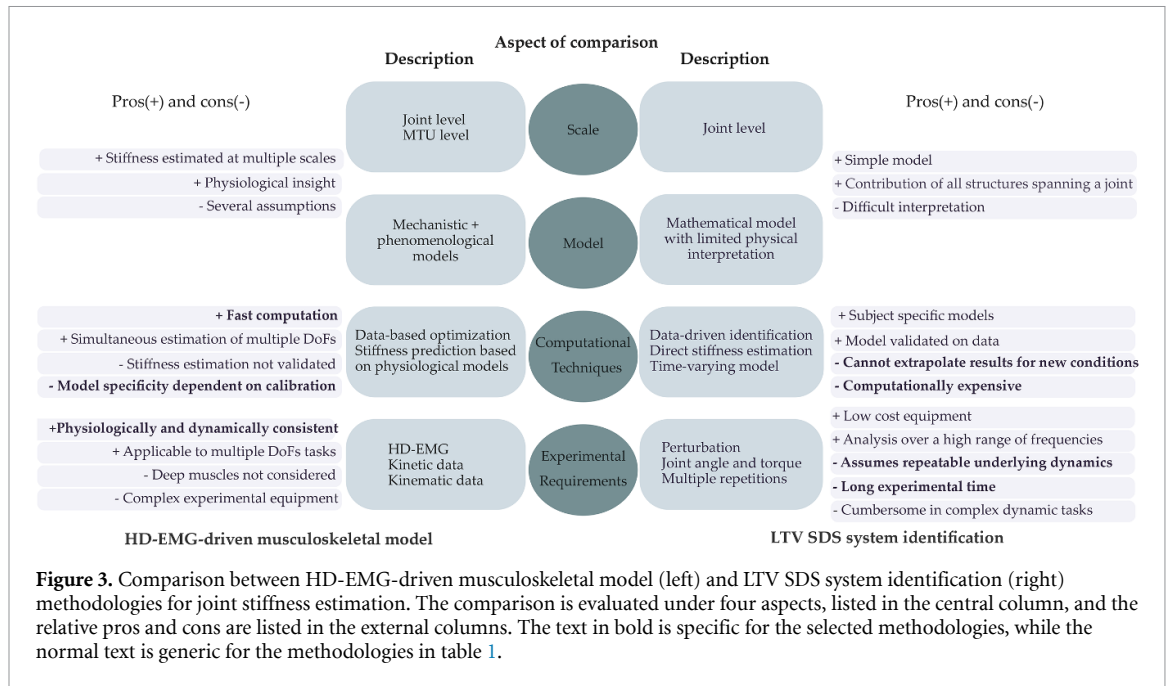 Aspect of comparison
Description
Description
Pros(+) and cons(-)
Pros(+) and cons(-)
Joint level
MTU level
Scale
Joint level
+ Stiffness estimated at multiple scales
+ Physiological insight
- Several assumptions
+ Simple model
+ Contribution of all structures spanning a joint
- Difficult interpretation
Mechanistic +
phenomenological
models
Model
Mathematical model
with limited physical
interpretation
+ Fast computation
+ Simultaneous estimation of multiple DoFs
- Stiffness estimation not validated
- Model specificity dependent on calibration
Data-based optimization
Stiffness prediction based
on physiological models
Computational
Techniques
Data-driven identification
Direct stiffness estimation
Time-varying model
+ Subject specific models
+ Model validated on data
- Cannot extrapolate results for new conditions
- Computationally expensive
+Physiologically and dynamically consistent
+ Applicable to multiple DoFs tasks
- Deep muscles not considered
- Complex experimental equipment
HD-EMG
Kinetic data
Kinematic data
Experimental
Requirements
Perturbation
Joint angle and torque
Multiple repetitions
+ Low cost equipment
+ Analysis over a high range of frequencies
- Assumes repeatable underlying dynamics
- Long experimental time
- Cumbersome in complex dynamic tasks
HD-EMG-driven musculoskeletal model
LTV SDS system identification
Figure 3. Comparison between HD-EMG-driven musculoskeletal model (left) and LTV SDS system identification (right)
methodologies for joint stiffness estimation. The comparison is evaluated under four aspects, listed in the central column, and the
relative pros and cons are listed in the external columns. The text in bold is specific for the selected methodologies, while the
normal text is generic for the methodologies in table 1.